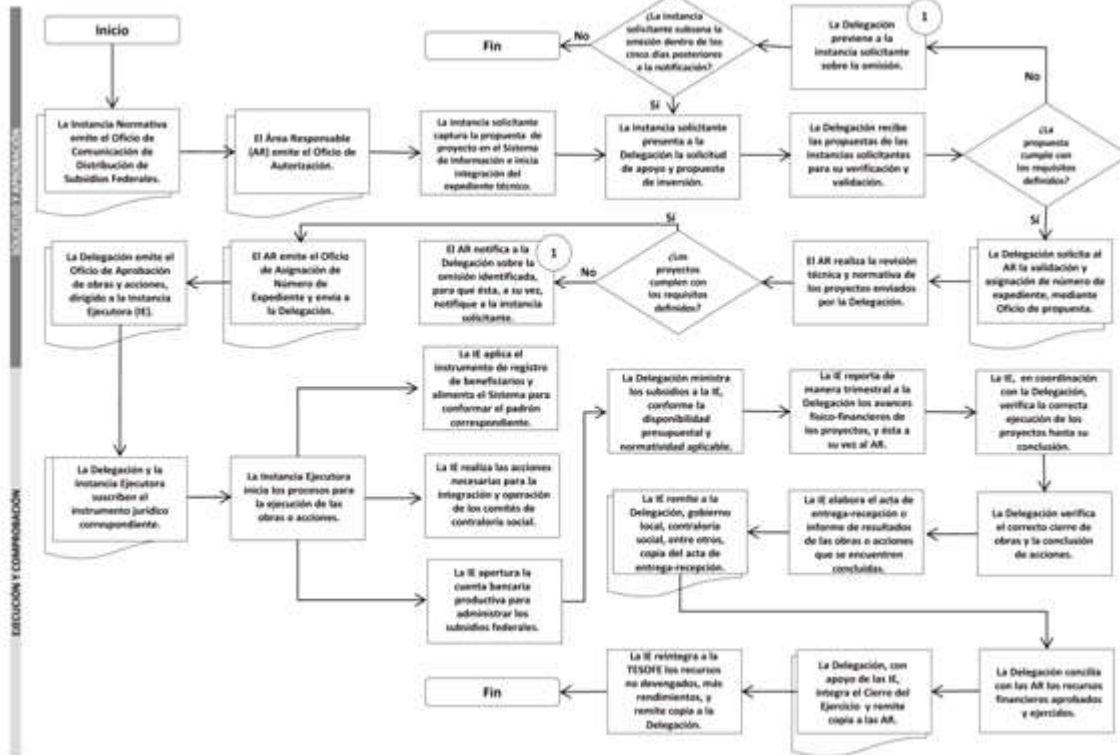 SOLICITUD Y APROBACIÓN
Inicio
La Instancia Normativa
emite el Oficio de
Comunicación de
Distribución de
Subsidios Federales.
El Área Responsable
(AR) emite el Oficio de
Autorización.
La instancia solicitante
captura la propuesta de
proyecto en el Sistema
de Información e inicia
integración del
expediente técnico.
La instancia solicitante
presenta a la
Delegación la solicitud
de apoyo y propuesta
de inversión.
La Delegación recibe
las propuestas de las
instancias solicitantes
para su verificación y
validación.
¿La
propuesta
cumple con
los requisitos
definidos?
No
1
La Delegación
previene a la
instancia solicitante
sobre la omisión.
¿La instancia
solicitante subsana la
omisión dentro de los
cinco días posteriores
a la notificación?
No
Fin
Sí
Sí
La Delegación solicita al
AR la validación y
asignación de número de
expediente, mediante
Oficio de propuesta.
El AR realiza la revisión
técnica y normativa de
los proyectos enviados
por la Delegación.
¿Los
proyectos
cumplen con
los requisitos
definidos?
No
1
El AR notifica a la
Delegación sobre la
omisión identificada,
para que ésta, a su vez,
notifique a la instancia
solicitante.
Sí
El AR emite el Oficio
de Asignación de
Número de
Expediente y envía a
la Delegación.
La Delegación emite el
Oficio de Aprobación
de obras y acciones,
dirigido a la Instancia
Ejecutora (IE).
EJECUCIÓN Y COMPROBACIÓN
La Delegación y la
Instancia Ejecutora
suscriben el
instrumento jurídico
correspondiente.
La Instancia Ejecutora
inicia los procesos para
la ejecución de las
obras o acciones.
La IE aplica el
instrumento de registro
de beneficiarios y
alimenta el Sistema para
conformar el padrón
correspondiente.
La IE realiza las acciones
necesarias para la
integración y operación
de los comités de
contraloría social.
La IE apertura la
cuenta bancaria
productiva para
administrar los
subsidios federales.
La Delegación ministra
los subsidios a la IE,
conforme la
disponibilidad
presupuestal y
normatividad aplicable.
La IE reporta de
manera trimestral a la
Delegación los avances
físico-financieros de
los proyectos, y ésta a
su vez al AR.
La IE, en coordinación
con la Delegación,
verifica la correcta
ejecución de los
proyectos hasta su
conclusión.
La Delegación verifica
el correcto cierre de
obras y la conclusión
de acciones.
La IE elabora el acta de
entrega-recepción o
informe de resultados
de las obras o acciones
que se encuentren
concluidas.
La IE remite a la
Delegación, gobierno
local, contraloría
social, entre otros,
copia del acta de
entrega-recepción.
La Delegación concilia
con las AR los recursos
financieros aprobados
y ejercidos.
La Delegación, con
apoyo de las IE,
integra el Cierre del
Ejercicio y remite
copia a las AR.
La IE reintegra a la
TESOFE los recursos
no devengados, más
rendimientos, y
remite copia a la
Delegación.
Fin